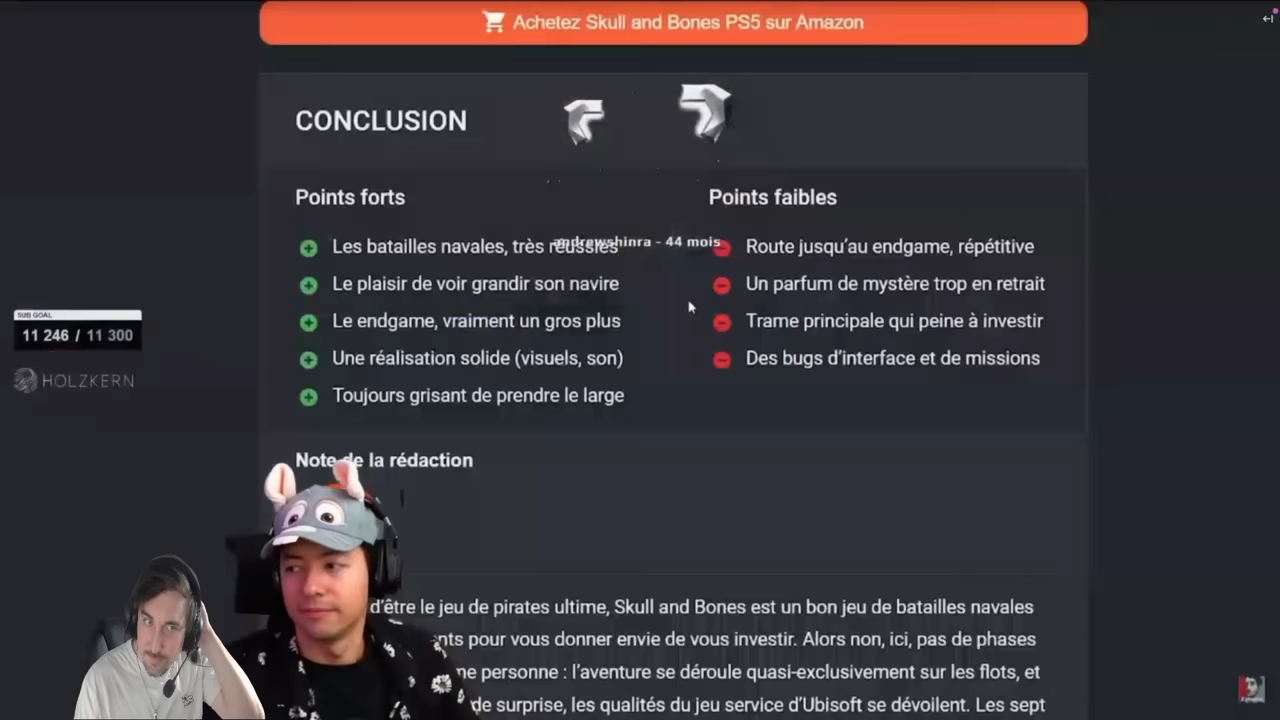 Achetez Skull and Bones PS5 sur Amazon
CONCLUSION
Points forts
Les batailles navales, très réussies
Le plaisir de voir grandir son navire
Le endgame, vraiment un gros plus
Une réalisation solide (visuels, son)
Toujours grisant de prendre le large
andrewshinra - 44 mois
Points faibles
Route jusqu'au endgame, répétitive
Un parfum de mystère trop en retrait
Trame principale qui peine à investir
Des bugs d'interface et de missions
SUB GOAL
11 246 / 11 300
HOLZKERN
Note de la rédaction
d'être le jeu de pirates ultime, Skull and Bones est un bon jeu de batailles navales
pour vous donner envie de vous investir. Alors non, ici, pas de phases
personne : l'aventure se déroule quasi-exclusivement sur les flots, et
de surprise, les qualités du jeu service d'Ubisoft se dévoilent. Les sept